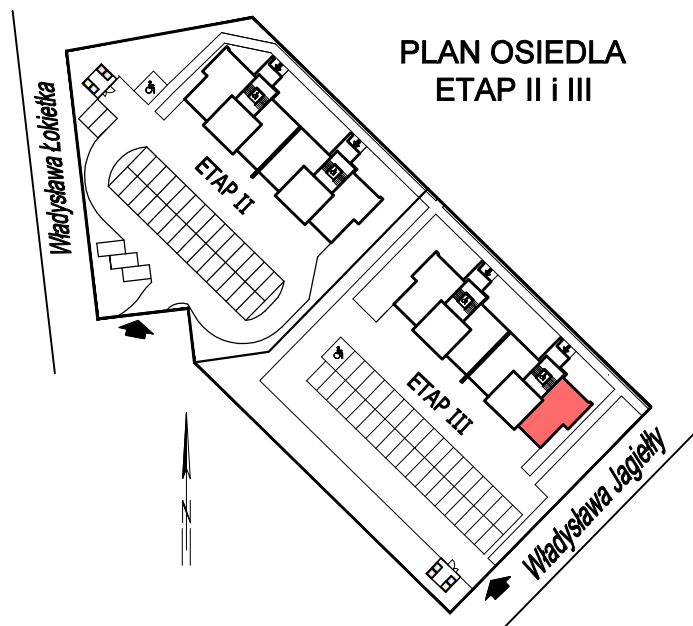 PLAN OSIEDLA
ETAP II i III
Władysława Łokietka
ETAP II
ETAP III
Władysława Jagiełły
N